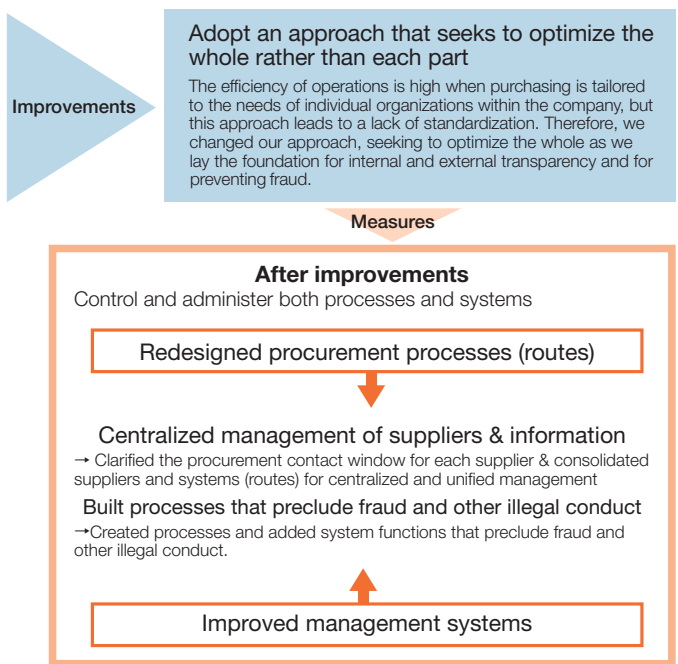 Improvements
Adopt an approach that seeks to optimize the
whole rather than each part
The efficiency of operations is high when purchasing is tailored
to the needs of individual organizations within the company, but
this approach leads to a lack of standardization. Therefore, we
changed our approach, seeking to optimize the whole as we
lay the foundation for internal and external transparency and for
preventing fraud.
Measures
After improvements
Control and administer both processes and systems
Redesigned procurement processes (routes)
Centralized management of suppliers & information
→ Clarified the procurement contact window for each supplier & consolidated
suppliers and systems (routes) for centralized and unified management
Built processes that preclude fraud and other illegal conduct
→Created processes and added system functions that preclude fraud and
other illegal conduct.
Improved management systems